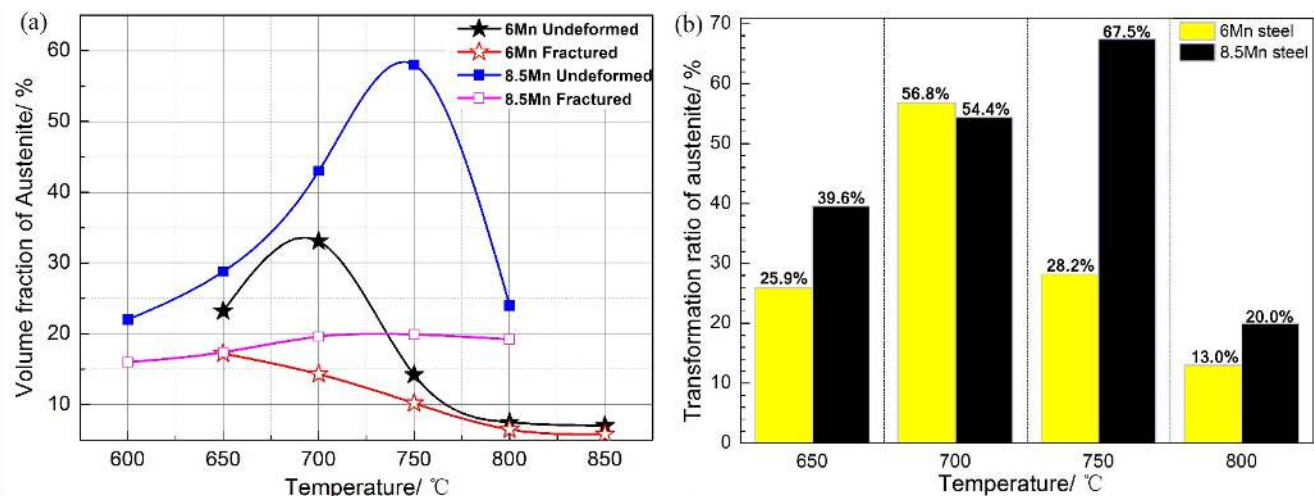 (a)
6Mn Undeformed
6Mn Fractured
8.5Mn Undeformed
8.5Mn Fractured
Volume fraction of Austenite/ %
60
50
40
30
20
10
600 650 700 750 800 850
Temperature/ ℃
(b)
6Mn steel
8.5Mn steel
Transformation ratio of austenite/ %
70
60
50
40
30
20
10
0
25.9% 39.6% 56.8% 54.4% 28.2% 67.5% 13.0% 20.0%
650 700 750 800
Temperature/ ℃